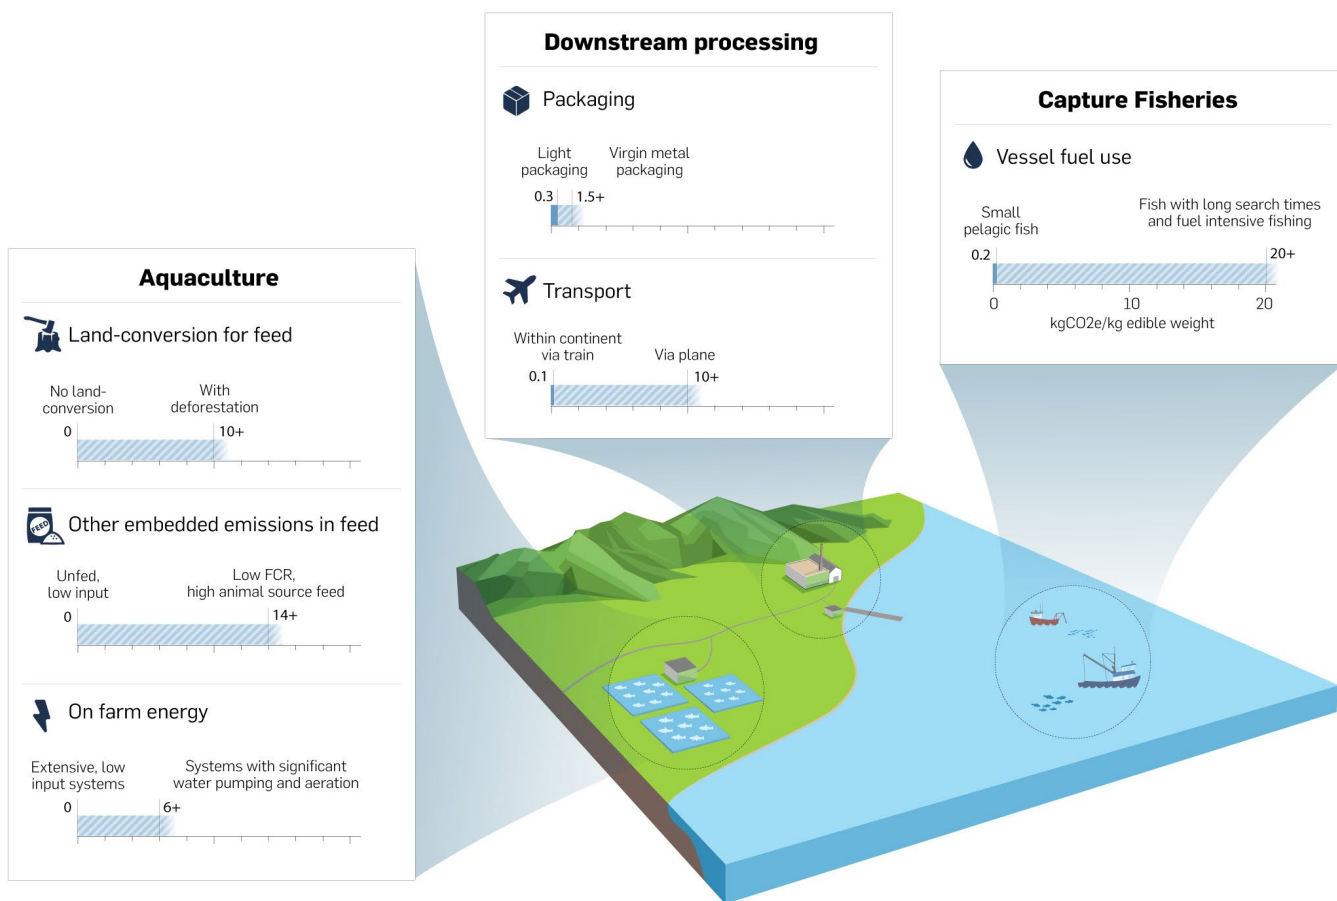 Downstream processing
Packaging
Light
packaging
Virgin metal
packaging
0.3
1.5+
Transport
Within continent
via train
Via plane
0.1
10+
Capture Fisheries
Vessel fuel use
Small
pelagic fish
Fish with long search times
and fuel intensive fishing
0.2
20+
0
10
20
kgCO2e/kg edible weight
Aquaculture
Land-conversion for feed
No land-
conversion
With
deforestation
0
10+
FEED
Other embedded emissions in feed
Unfed,
low input
Low FCR,
high animal source feed
0
14+
On farm energy
Extensive, low
input systems
Systems with significant
water pumping and aeration
0
6+